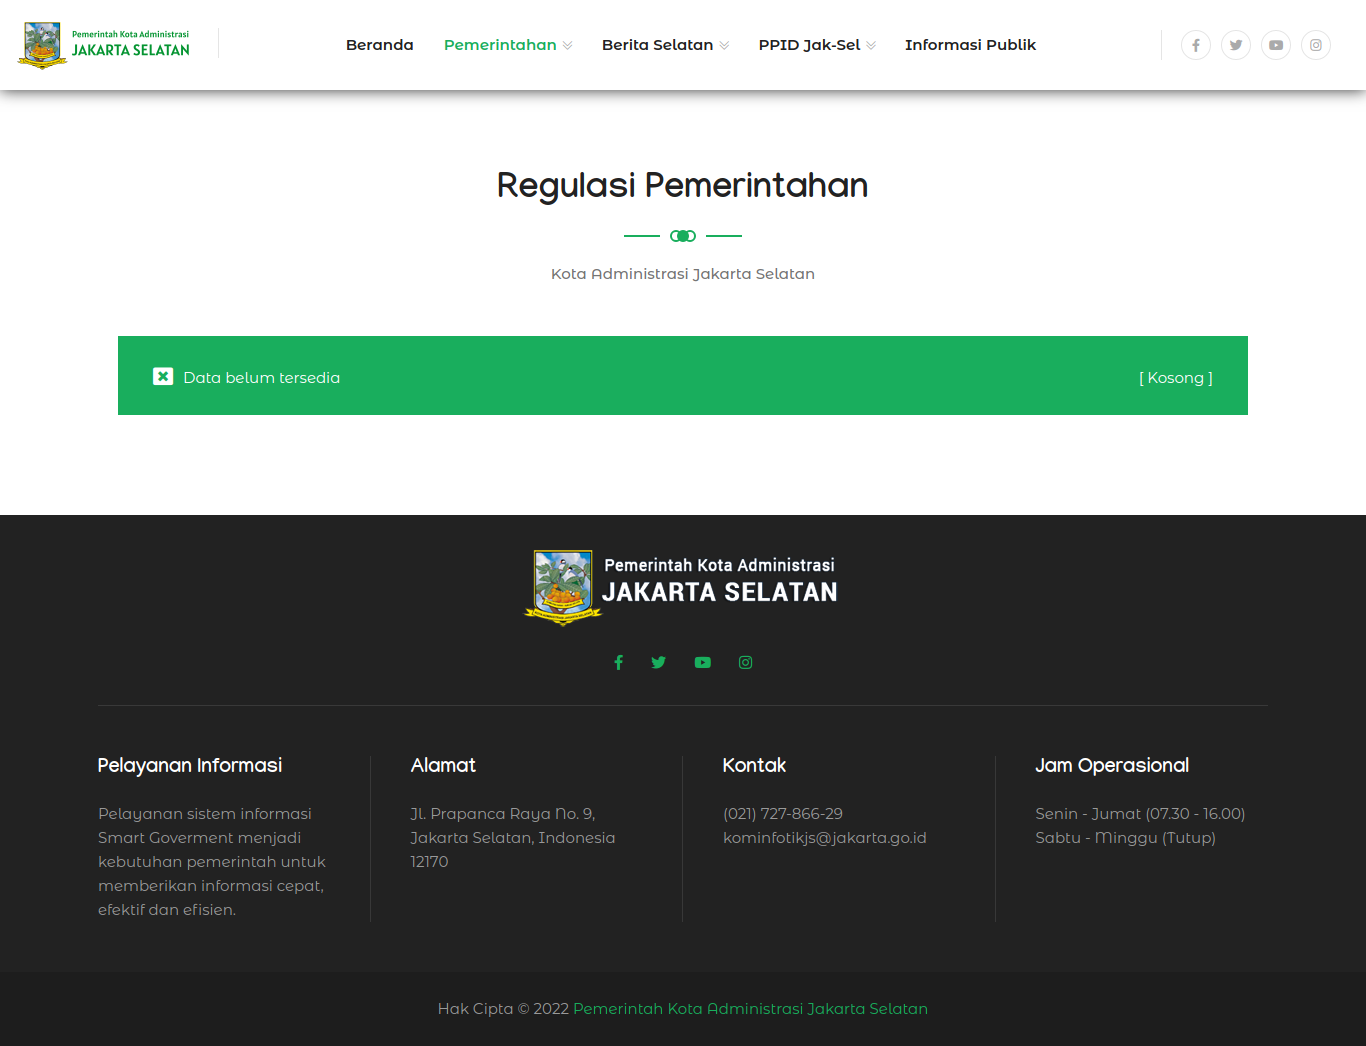 Pemerintah Kota Administrasi
JAKARTA SELATAN
Beranda
Pemerintahan
Berita Selatan
PPID Jak-Sel
Informasi Publik
Regulasi Pemerintahan
Kota Administrasi Jakarta Selatan
Data belum tersedia
[ Kosong ]
Pemerintah Kota Administrasi
JAKARTA SELATAN
Pelayanan Informasi
Pelayanan sistem informasi
Smart Goverment menjadi
kebutuhan pemerintah untuk
memberikan informasi cepat,
efektif dan efisien.
Alamat
Jl. Prapanca Raya No. 9,
Jakarta Selatan, Indonesia
12170
Kontak
(021) 727-866-29
kominfotikjs@jakarta.go.id
Jam Operasional
Senin - Jumat (07.30 - 16.00)
Sabtu - Minggu (Tutup)
Hak Cipta © 2022 Pemerintah Kota Administrasi Jakarta Selatan